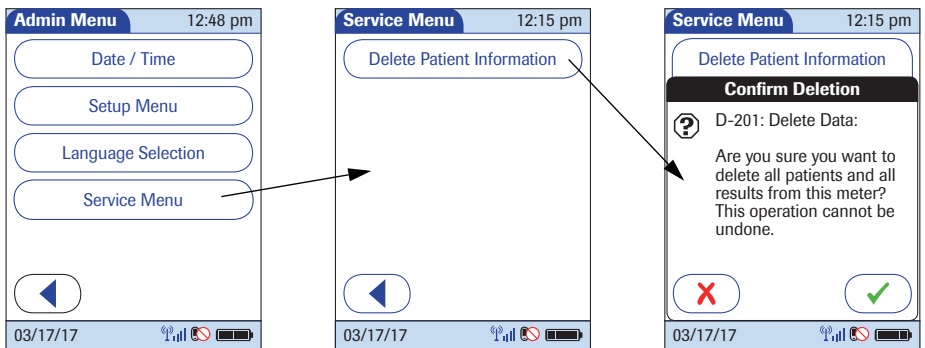 Admin Menu 12:48 pm
Date / Time
Setup Menu
Language Selection
Service Menu
03/17/17
Service Menu 12:15 pm
Delete Patient Information
03/17/17
Service Menu 12:15 pm
Delete Patient Information
Confirm Deletion
D-201: Delete Data:
Are you sure you want to
delete all patients and all
results from this meter?
This operation cannot be
undone.
03/17/17